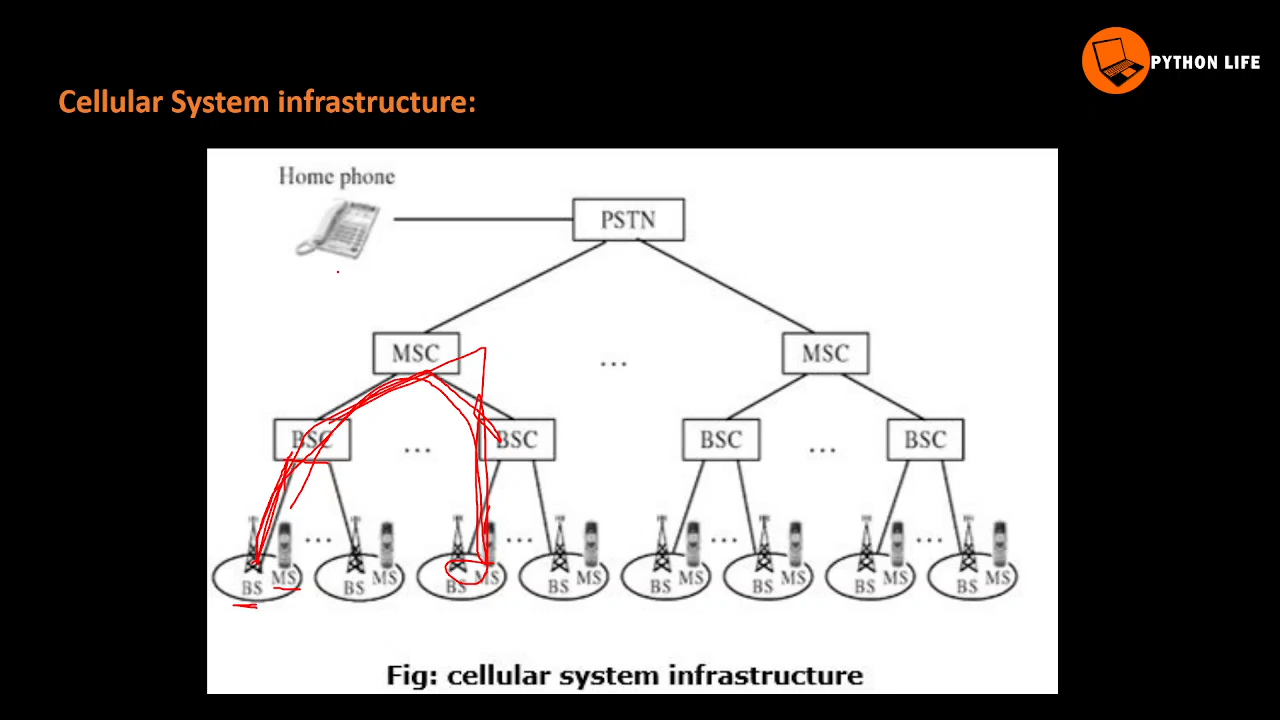 PYTHON LIFE
Cellular System infrastructure:
Home phone
PSTN
MSC
...
MSC
BSC
...
BSC
BSC
...
BSC
... ... ... ...
BS MS BS MS BS MS BS MS BS MS BS MS BS MS BS MS
Fig: cellular system infrastructure